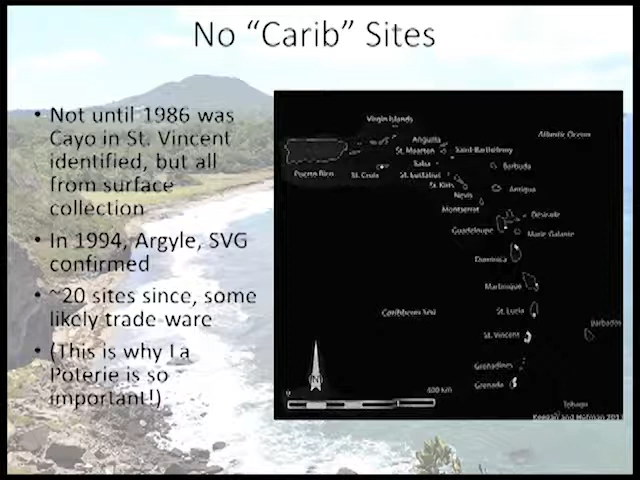 No “Carib” Sites
• Not until 1986 was
Cayo in St. Vincent
identified, but all
from surface
collection
• In 1994, Argyle, SVG
confirmed
• ~20 sites since, some
likely trade ware
• (This is why La
Poterie is so
important!)
Virgin Islands
Anguilla
Atlantic Ocean
St. Maarten
Saint-Barthélemy
Saba
Barbuda
Puerto Rico
St. Croix
St. Eustatius
St. Kitts
Antigua
Nevis
Montserrat
Désirade
Guadeloupe
Marie Galante
Dominica
Martinique
Caribbean Sea
St. Lucia
Barbados
St. Vincent
Grenadines
Grenada
(N)
0
400 km
Tobago
Keegan and Hofman 201